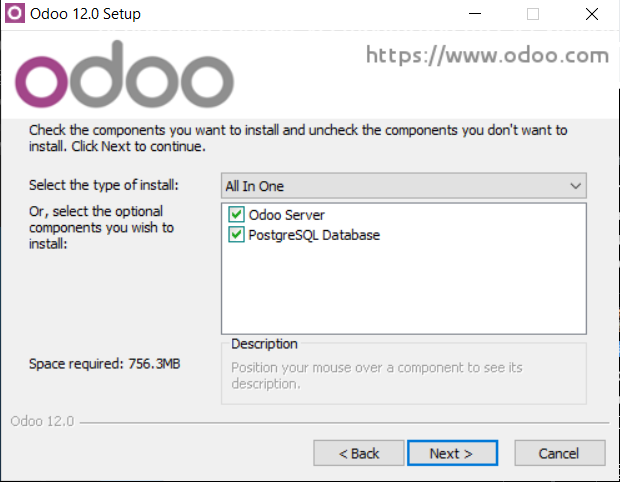 Odoo 12.0 Setup
odoo
https://www.odoo.com
Check the components you want to install and uncheck the components you don't want to
install. Click Next to continue.
Select the type of install:
All In One
Or, select the optional
components you wish to
install:
Odoo Server
PostgreSQL Database
Space required: 756.3MB
Description
Position your mouse over a component to see its
description.
Odoo 12.0
< Back
Next >
Cancel